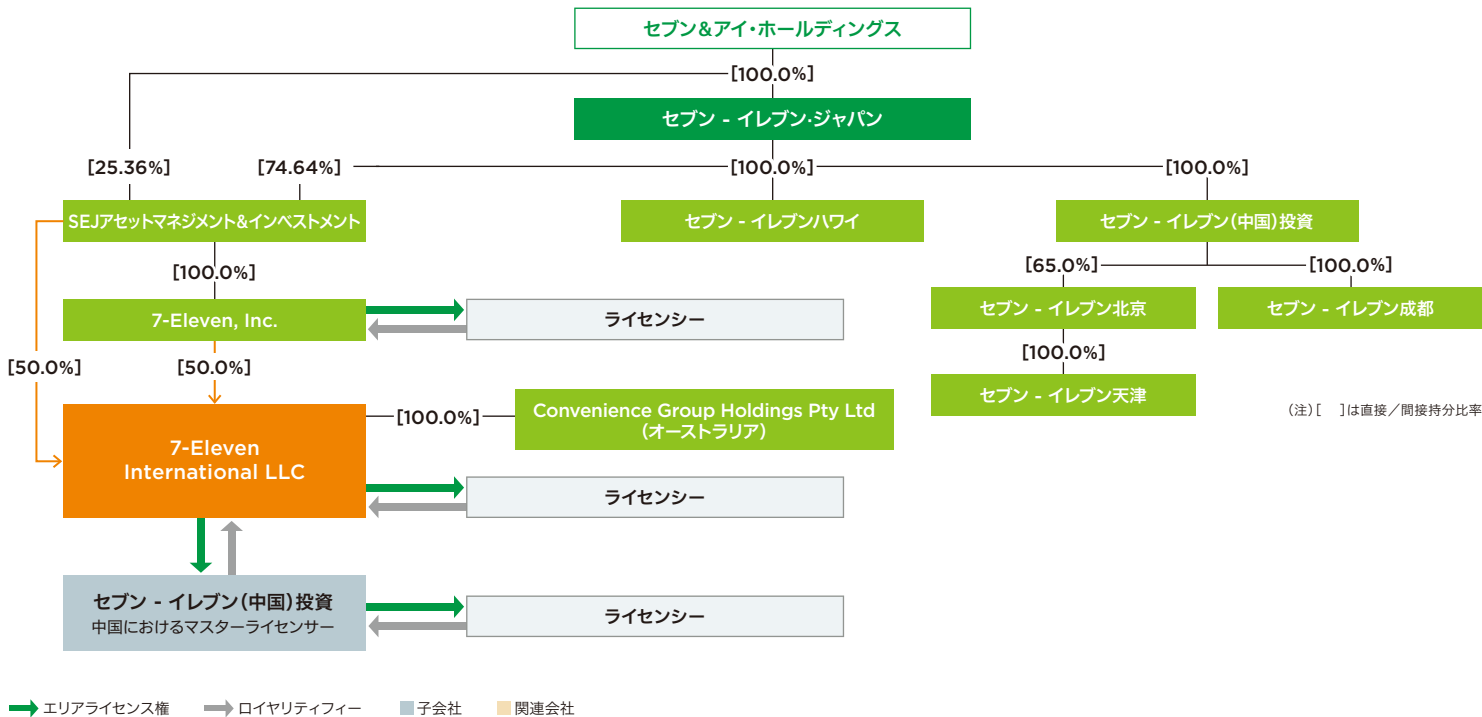 セブン&アイ・ホールディングス
[100.0%]
セブン - イレブン・ジャパン
[25.36%]
[74.64%]
[100.0%]
[100.0%]
SEJアセットマネジメント&インベストメント
セブン - イレブンハワイ
セブン - イレブン(中国)投資
[100.0%]
[65.0%]
[100.0%]
7-Eleven, Inc.
ライセンシー
セブン - イレブン北京
セブン - イレブン成都
[50.0%]
[50.0%]
[100.0%]
セブン - イレブン天津
(注)[ ]は直接/間接持分比率
7-Eleven
International LLC
[100.0%]
Convenience Group Holdings Pty Ltd
(オーストラリア)
ライセンシー
セブン - イレブン(中国)投資
中国におけるマスターライセンサー
ライセンシー
エリアライセンス権
ロイヤリティフィー
子会社
関連会社